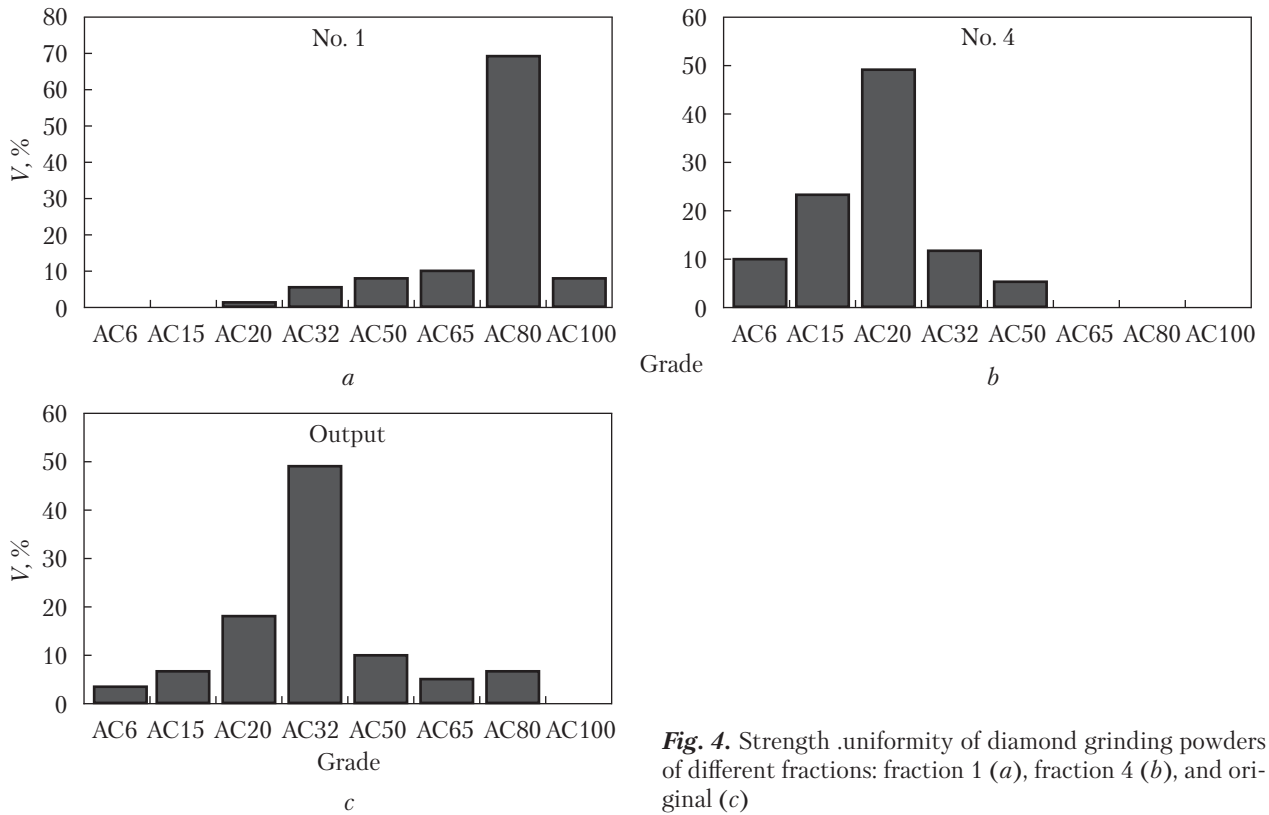 80
70
60
50
40
30
20
10
0
V, %
No. 1
AC6 AC15 AC20 AC32 AC50 AC65 AC80 AC100
a
60
50
40
30
20
10
0
No. 4
AC6 AC15 AC20 AC32 AC50 AC65 AC80 AC100
Grade
b
60
50
40
30
20
10
0
V, %
Output
AC6 AC15 AC20 AC32 AC50 AC65 AC80 AC100
Grade
c
Fig. 4. Strength .uniformity of diamond grinding powders
of different fractions: fraction 1 (a), fraction 4 (b), and ori-
ginal (c)